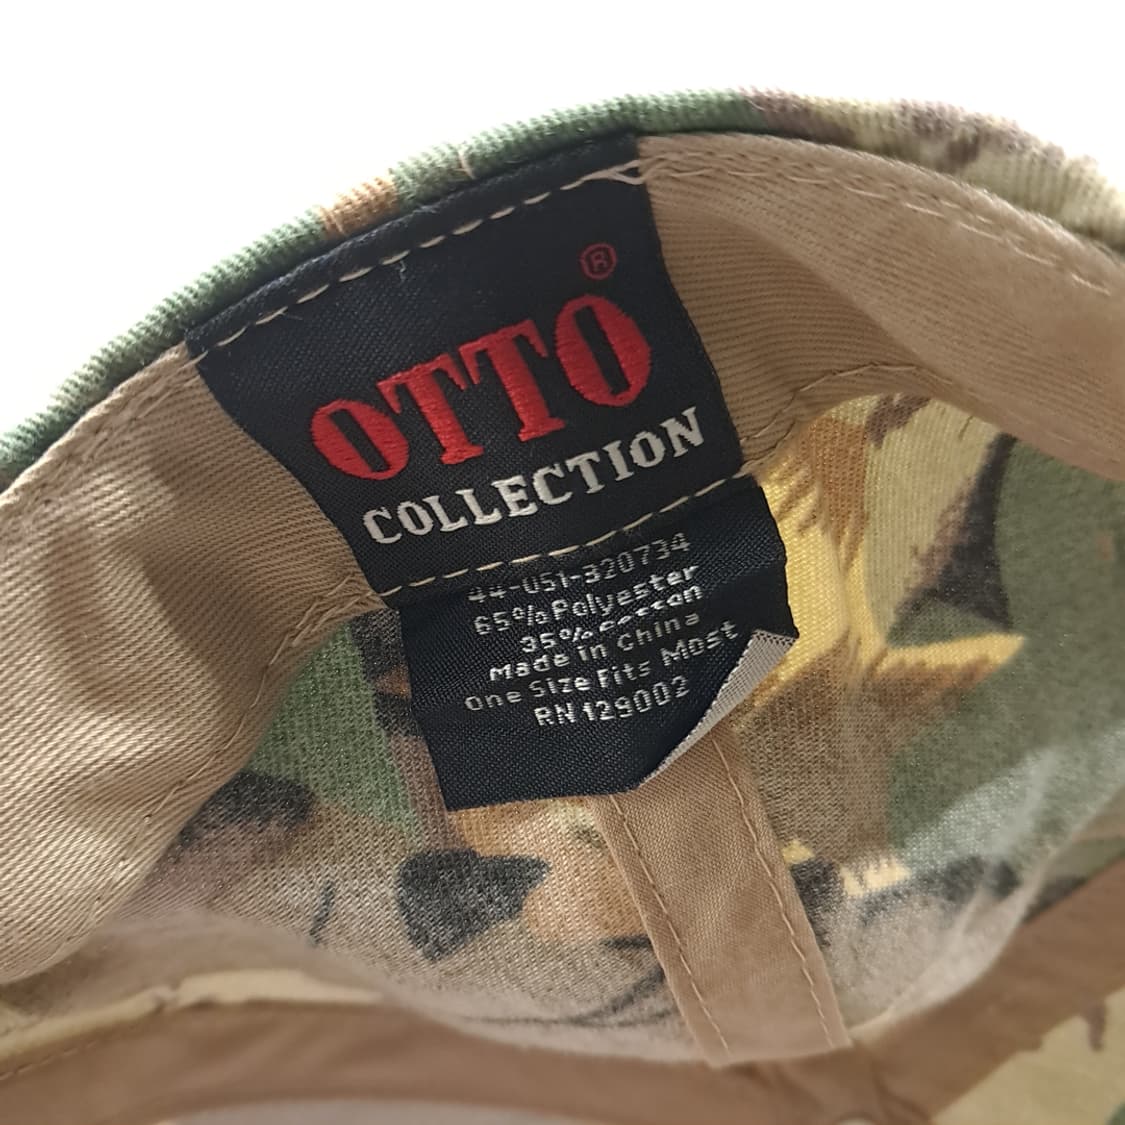 OTTO®
COLLECTION
44-051-320734
65% Polyester
35% Cotton
Made in China
One Size Fits Most
RN 129002